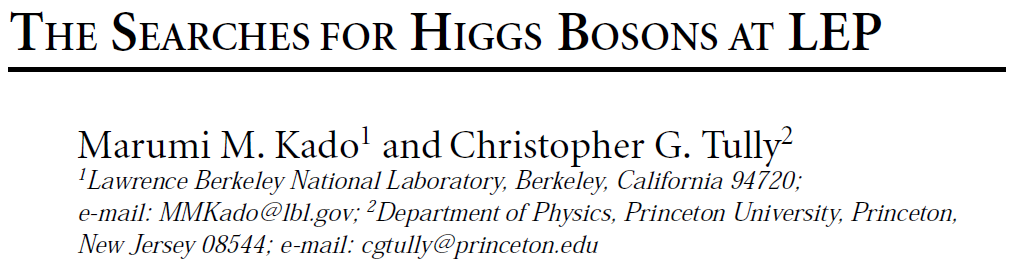 THE SEARCHES FOR HIGGS BOSONS AT LEP
Marumi M. Kado¹ and Christopher G. Tully²
¹Lawrence Berkeley National Laboratory, Berkeley, California 94720;
e-mail: MMKado@lbl.gov; ²Department of Physics, Princeton University, Princeton,
New Jersey 08544; e-mail: cgtully@princeton.edu